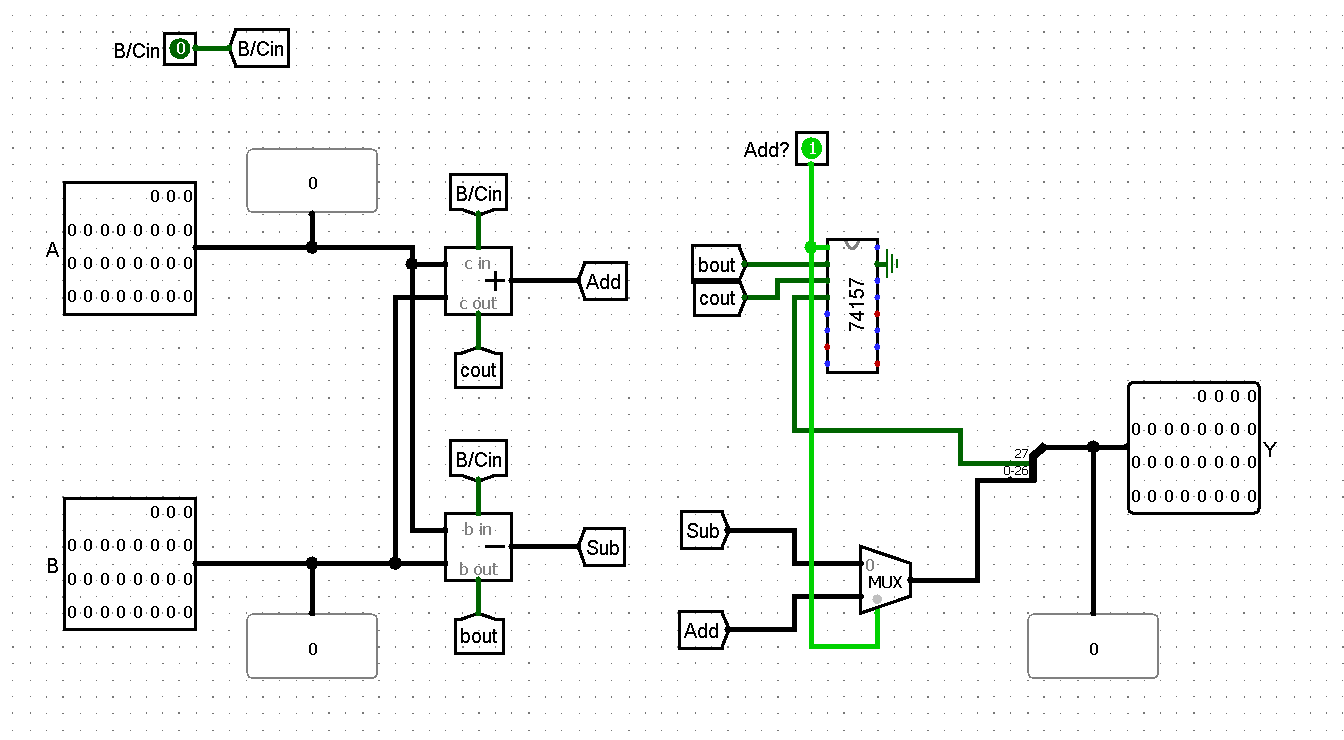 B/Cin 0 B/Cin
Add? 1
0
0 0 0
0 0 0 0 0 0 0 0
0 0 0 0 0 0 0 0
0 0 0 0 0 0 0 0
A
B/Cin
c in
+
c out
Add
cout
bout
cout
74157
B/Cin
b in
−
b out
Sub
bout
0 0 0
0 0 0 0 0 0 0 0
0 0 0 0 0 0 0 0
0 0 0 0 0 0 0 0
B
0
Sub
Add
0
MUX
27
0-26
0 0 0 0
0 0 0 0 0 0 0 0
0 0 0 0 0 0 0 0
0 0 0 0 0 0 0 0
Y
0